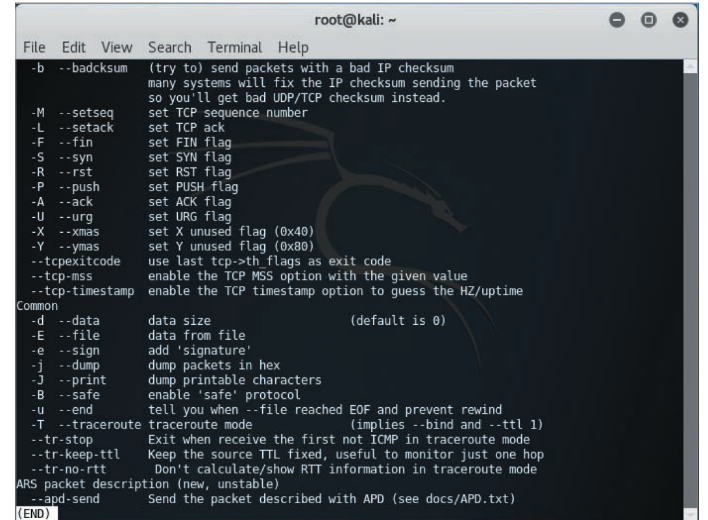 root@kali: ~
File Edit View Search Terminal Help
-b --badcksum (try to) send packets with a bad IP checksum
many systems will fix the IP checksum sending the packet
so you'll get bad UDP/TCP checksum instead.
-M --setseq set TCP sequence number
-L --setack set TCP ack
-F --fin set FIN flag
-S --syn set SYN flag
-R --rst set RST flag
-P --push set PUSH flag
-A --ack set ACK flag
-U --urg set URG flag
-X --xmas set X unused flag (0x40)
-Y --ymas set Y unused flag (0x80)
--tcpexitcode use last tcp->th_flags as exit code
--tcp-mss enable the TCP MSS option with the given value
--tcp-timestamp enable the TCP timestamp option to guess the HZ/uptime
Common
-d --data data size (default is 0)
-E --file data from file
-e --sign add 'signature'
-j --dump dump packets in hex
-J --print dump printable characters
-B --safe enable 'safe' protocol
-u --end tell you when --file reached EOF and prevent rewind
-T --traceroute traceroute mode (implies --bind and --ttl 1)
--tr-stop Exit when receive the first not ICMP in traceroute mode
--tr-keep-ttl Keep the source TTL fixed, useful to monitor just one hop
--tr-no-rtt Don't calculate/show RTT information in traceroute mode
ARS packet description (new, unstable)
--apd-send Send the packet described with APD (see docs/APD.txt)
(END)